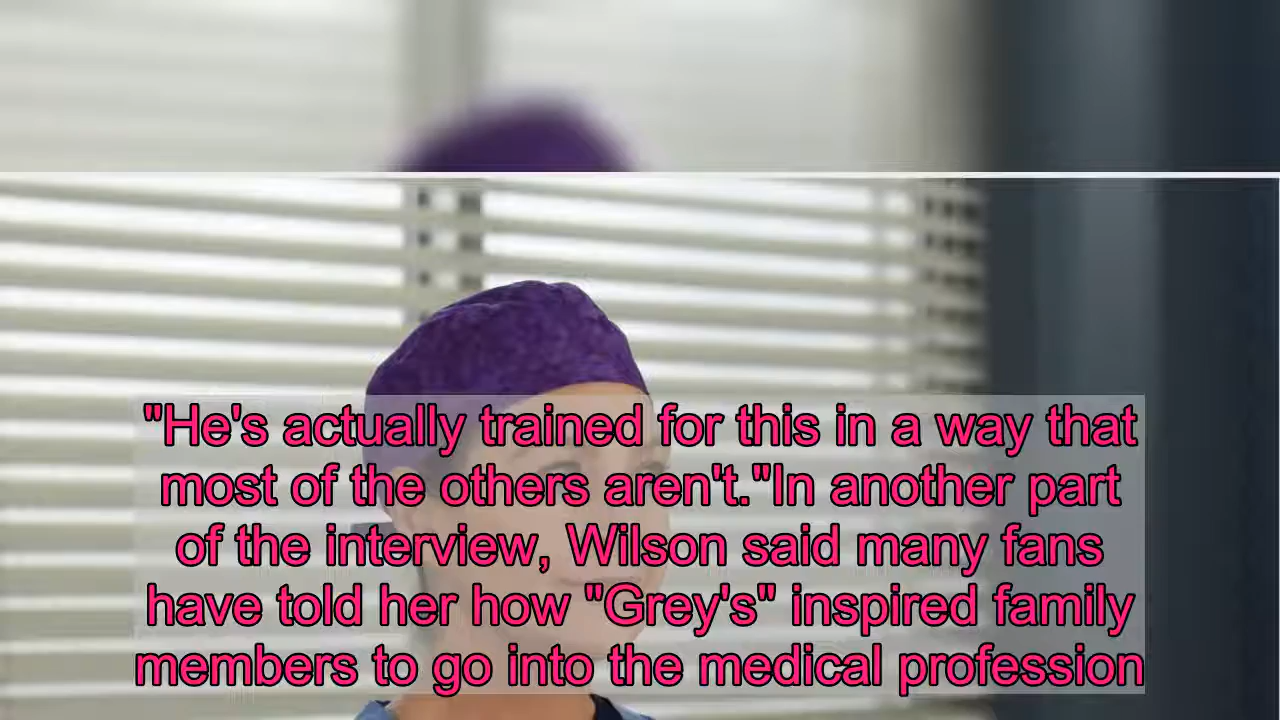 "He's actually trained for this in a way that
most of the others aren't."In another part
of the interview, Wilson said many fans
have told her how "Grey's" inspired family
members to go into the medical profession